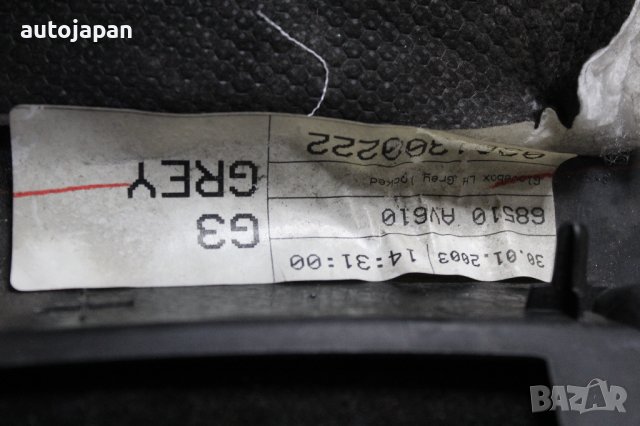 autojapan
30.01.2003 14:31:00
68510 AV610
Glovebox LH Grey locked
G3
GREY
BAZAR